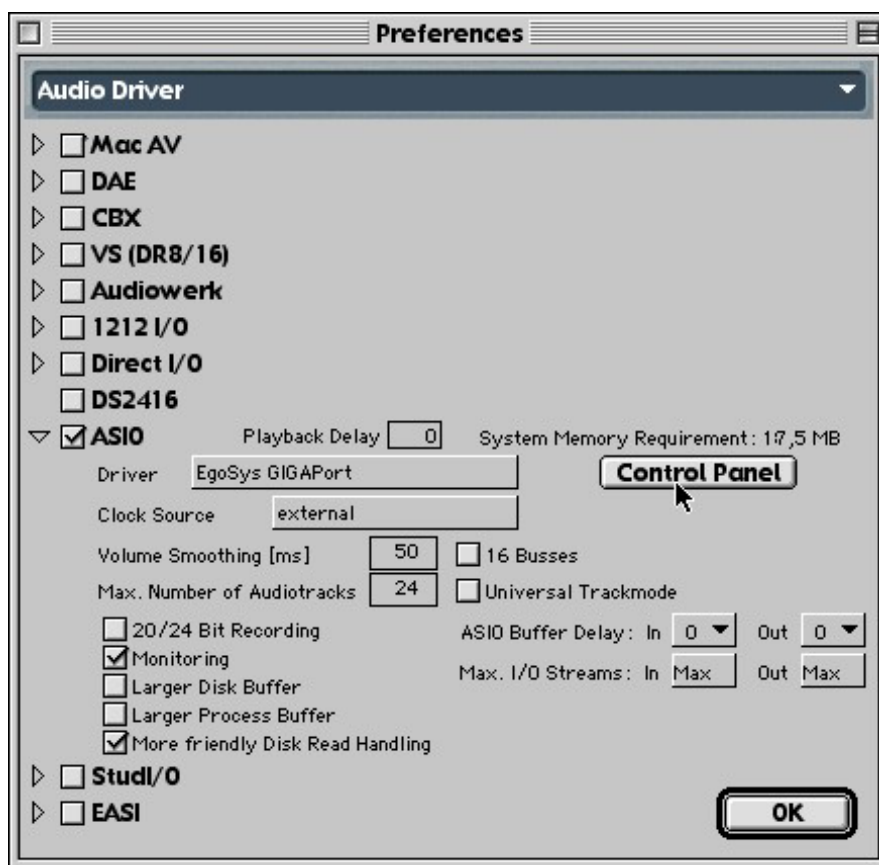 Preferences
Audio Driver
Mac AV
DAE
CBX
VS (DR8/16)
Audiowerk
1212 I/O
Direct I/O
DS2416
ASIO Playback Delay 0 System Memory Requirement: 17,5 MB
Driver EgoSys GIGAPort Control Panel
Clock Source external
Volume Smoothing [ms] 50 16 Busses
Max. Number of Audiotracks 24 Universal Trackmode
20/24 Bit Recording ASIO Buffer Delay: In 0 Out 0
Monitoring
Larger Disk Buffer Max. I/O Streams: In Max Out Max
Larger Process Buffer
More friendly Disk Read Handling
StudI/O
EASI
OK